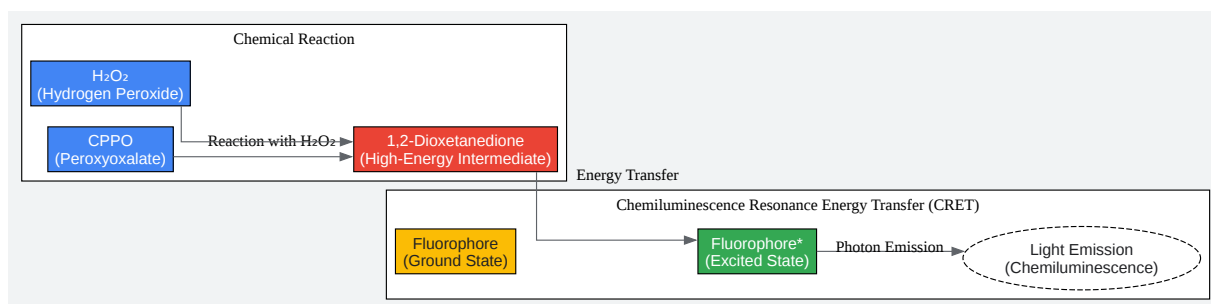 Chemical Reaction
H₂O₂
(Hydrogen Peroxide)
CPPO
(Peroxyoxalate)
Reaction with H₂O₂
1,2-Dioxetanedione
(High-Energy Intermediate)
Energy Transfer
Chemiluminescence Resonance Energy Transfer (CRET)
Fluorophore
(Ground State)
Fluorophore*
(Excited State)
Photon Emission
Light Emission
(Chemiluminescence)